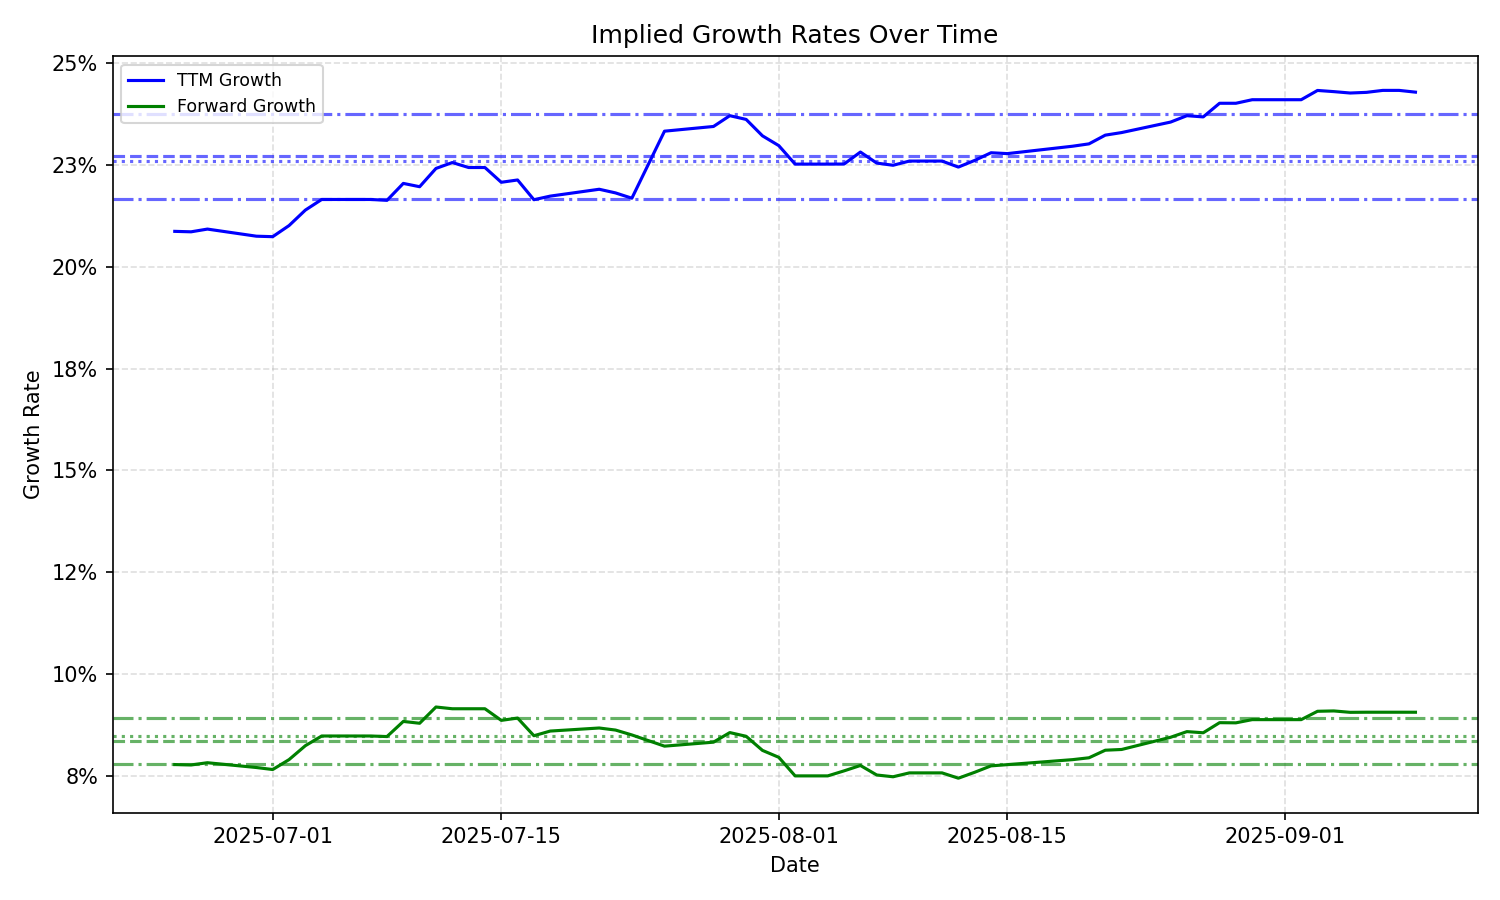 Implied Growth Rates Over Time
TTM Growth
Forward Growth
25%
23%
20%
18%
15%
12%
10%
8%
Growth Rate
2025-07-01
2025-07-15
2025-08-01
2025-08-15
2025-09-01
Date